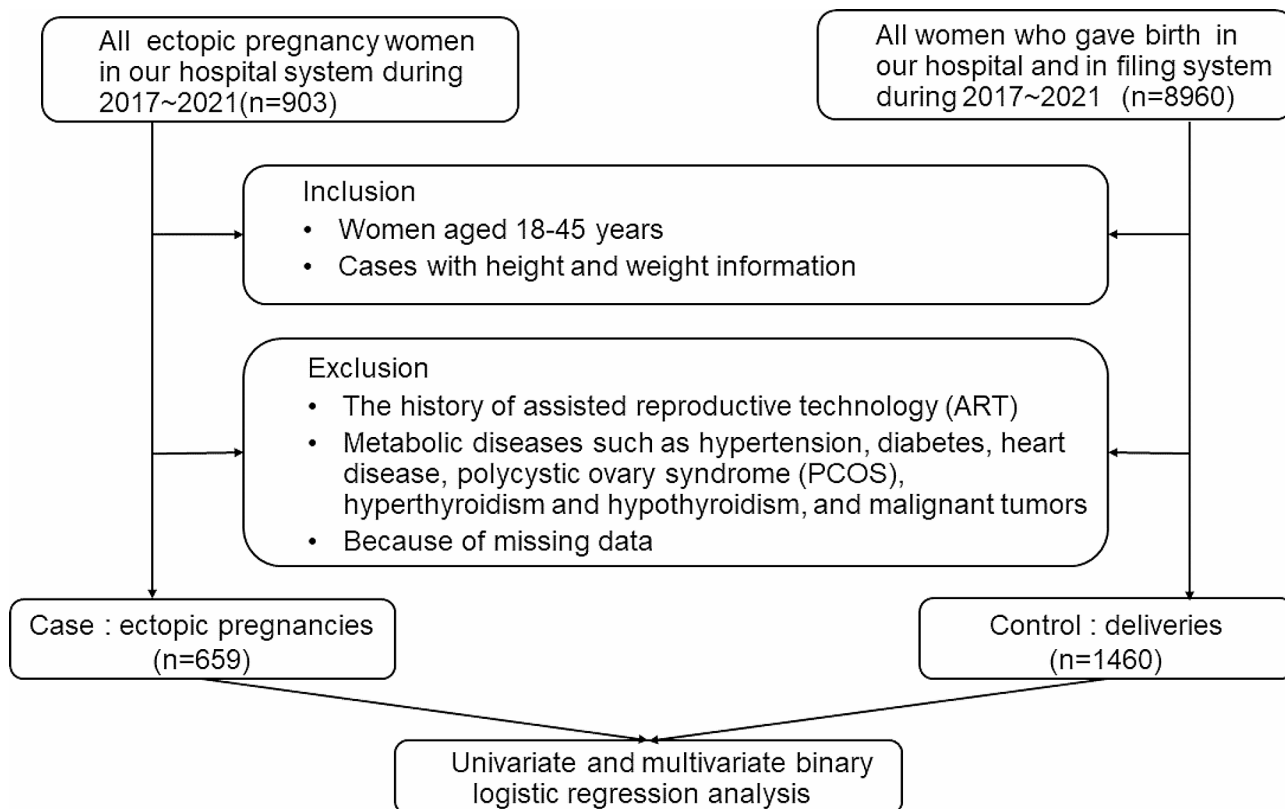 All ectopic pregnancy women
in our hospital system during
2017~2021(n=903)
All women who gave birth in
our hospital and in filing system
during 2017~2021 (n=8960)
Inclusion
• Women aged 18-45 years
• Cases with height and weight information
Exclusion
• The history of assisted reproductive technology (ART)
• Metabolic diseases such as hypertension, diabetes, heart
disease, polycystic ovary syndrome (PCOS),
hyperthyroidism and hypothyroidism, and malignant tumors
• Because of missing data
Case : ectopic pregnancies
(n=659)
Control : deliveries
(n=1460)
Univariate and multivariate binary
logistic regression analysis